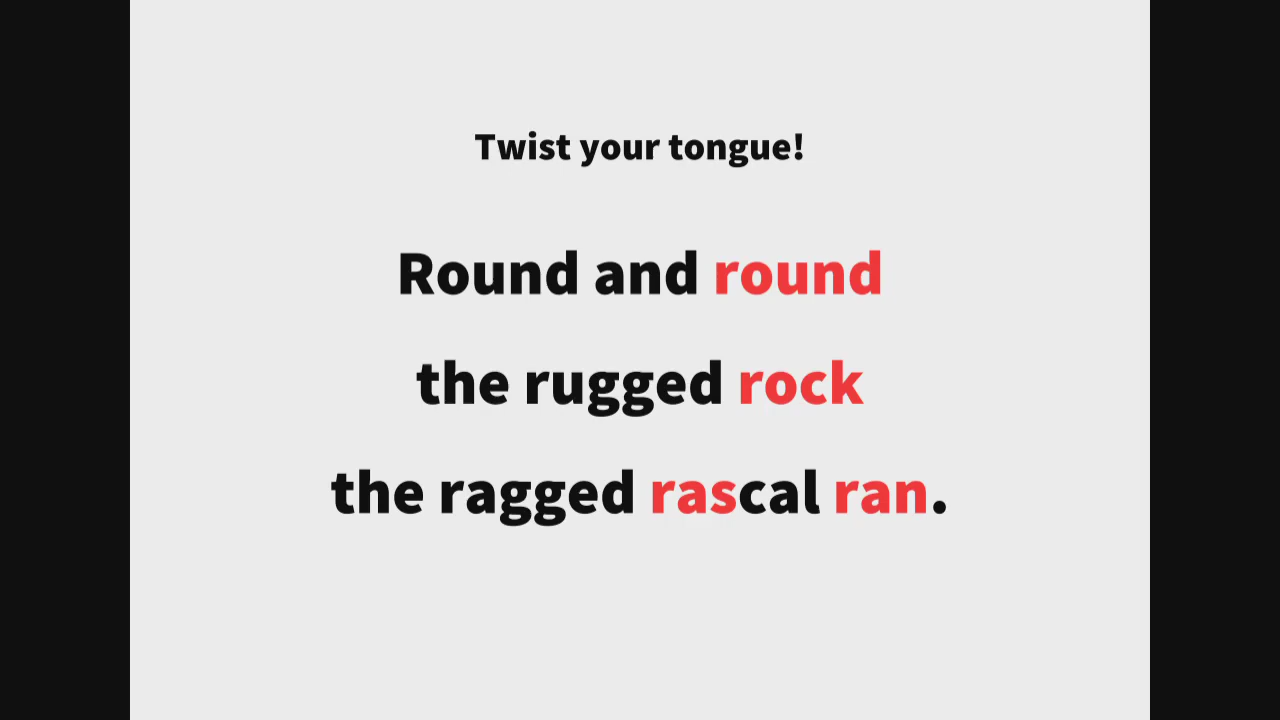 Twist your tongue!
Round and round
the rugged rock
the ragged rascal ran.